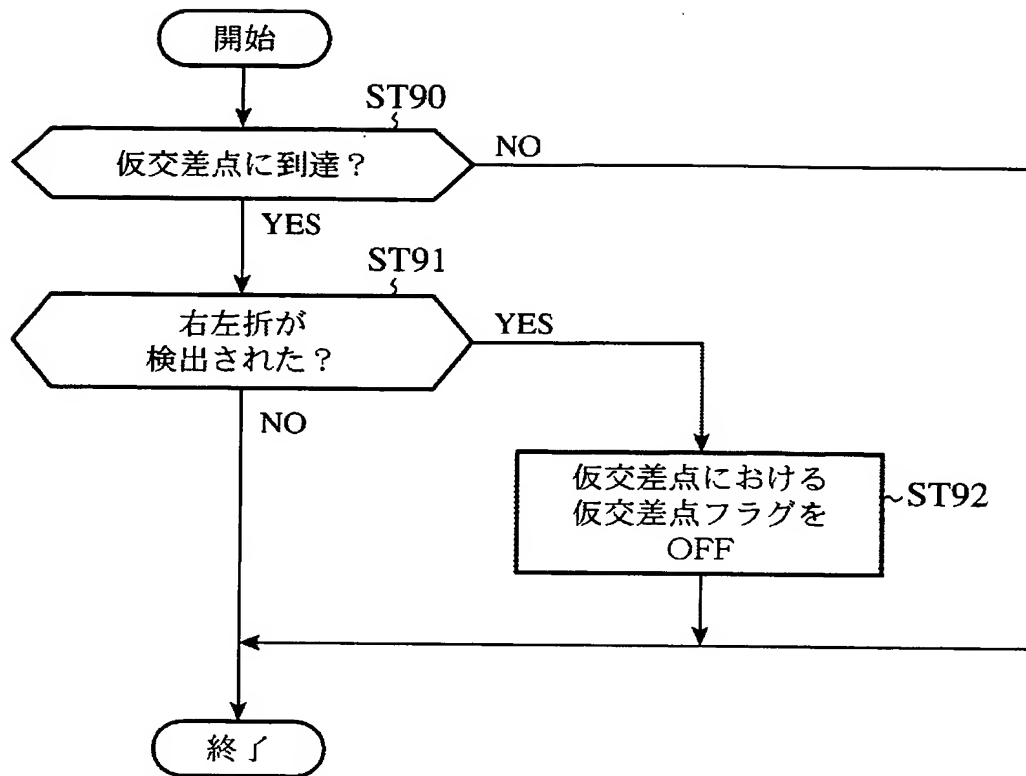 開始
ST90
仮交差点に到達?
NO
YES
ST91
右左折が
検出された?
YES
NO
仮交差点における
仮交差点フラグを
OFF
ST92
終了